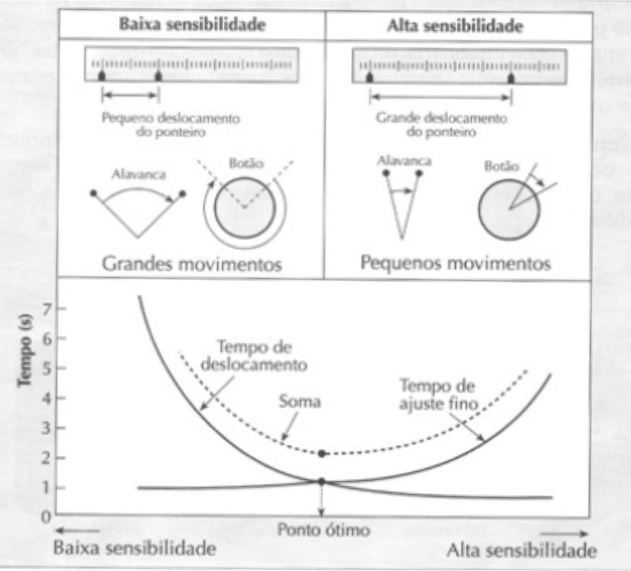 Baixa sensibilidade
Alta sensibilidade
Pequeno deslocamento
do ponteiro
Grande deslocamento
do ponteiro
Alavanca
Botão
Alavanca
Botão
Grandes movimentos
Pequenos movimentos
Tempo (s)
7
6
5
4
3
2
1
0
Tempo de
deslocamento
Soma
Tempo de
ajuste fino
Ponto ótimo
Baixa sensibilidade
Alta sensibilidade